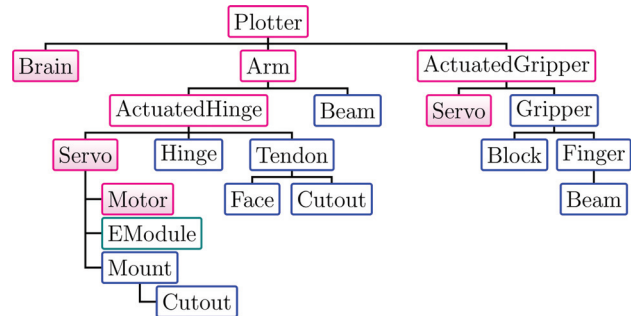 Plotter
Brain Arm ActuatedGripper
ActuatedHinge Beam Servo Gripper
Servo Hinge Tendon Block Finger
Motor Face Cutout Beam
EModule
Mount
Cutout